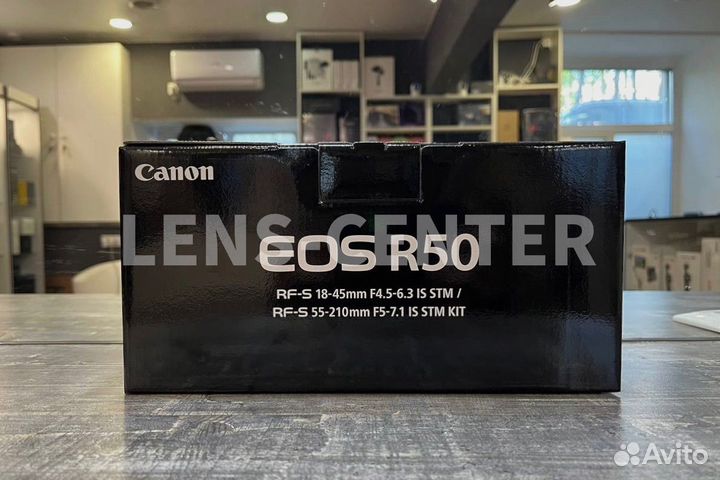 Canon
LENS-CENTER
EOS R50
RF-S 18-45mm F4.5-6.3 IS STM /
RF-S 55-210mm F5-7.1 IS STM KIT
Avito